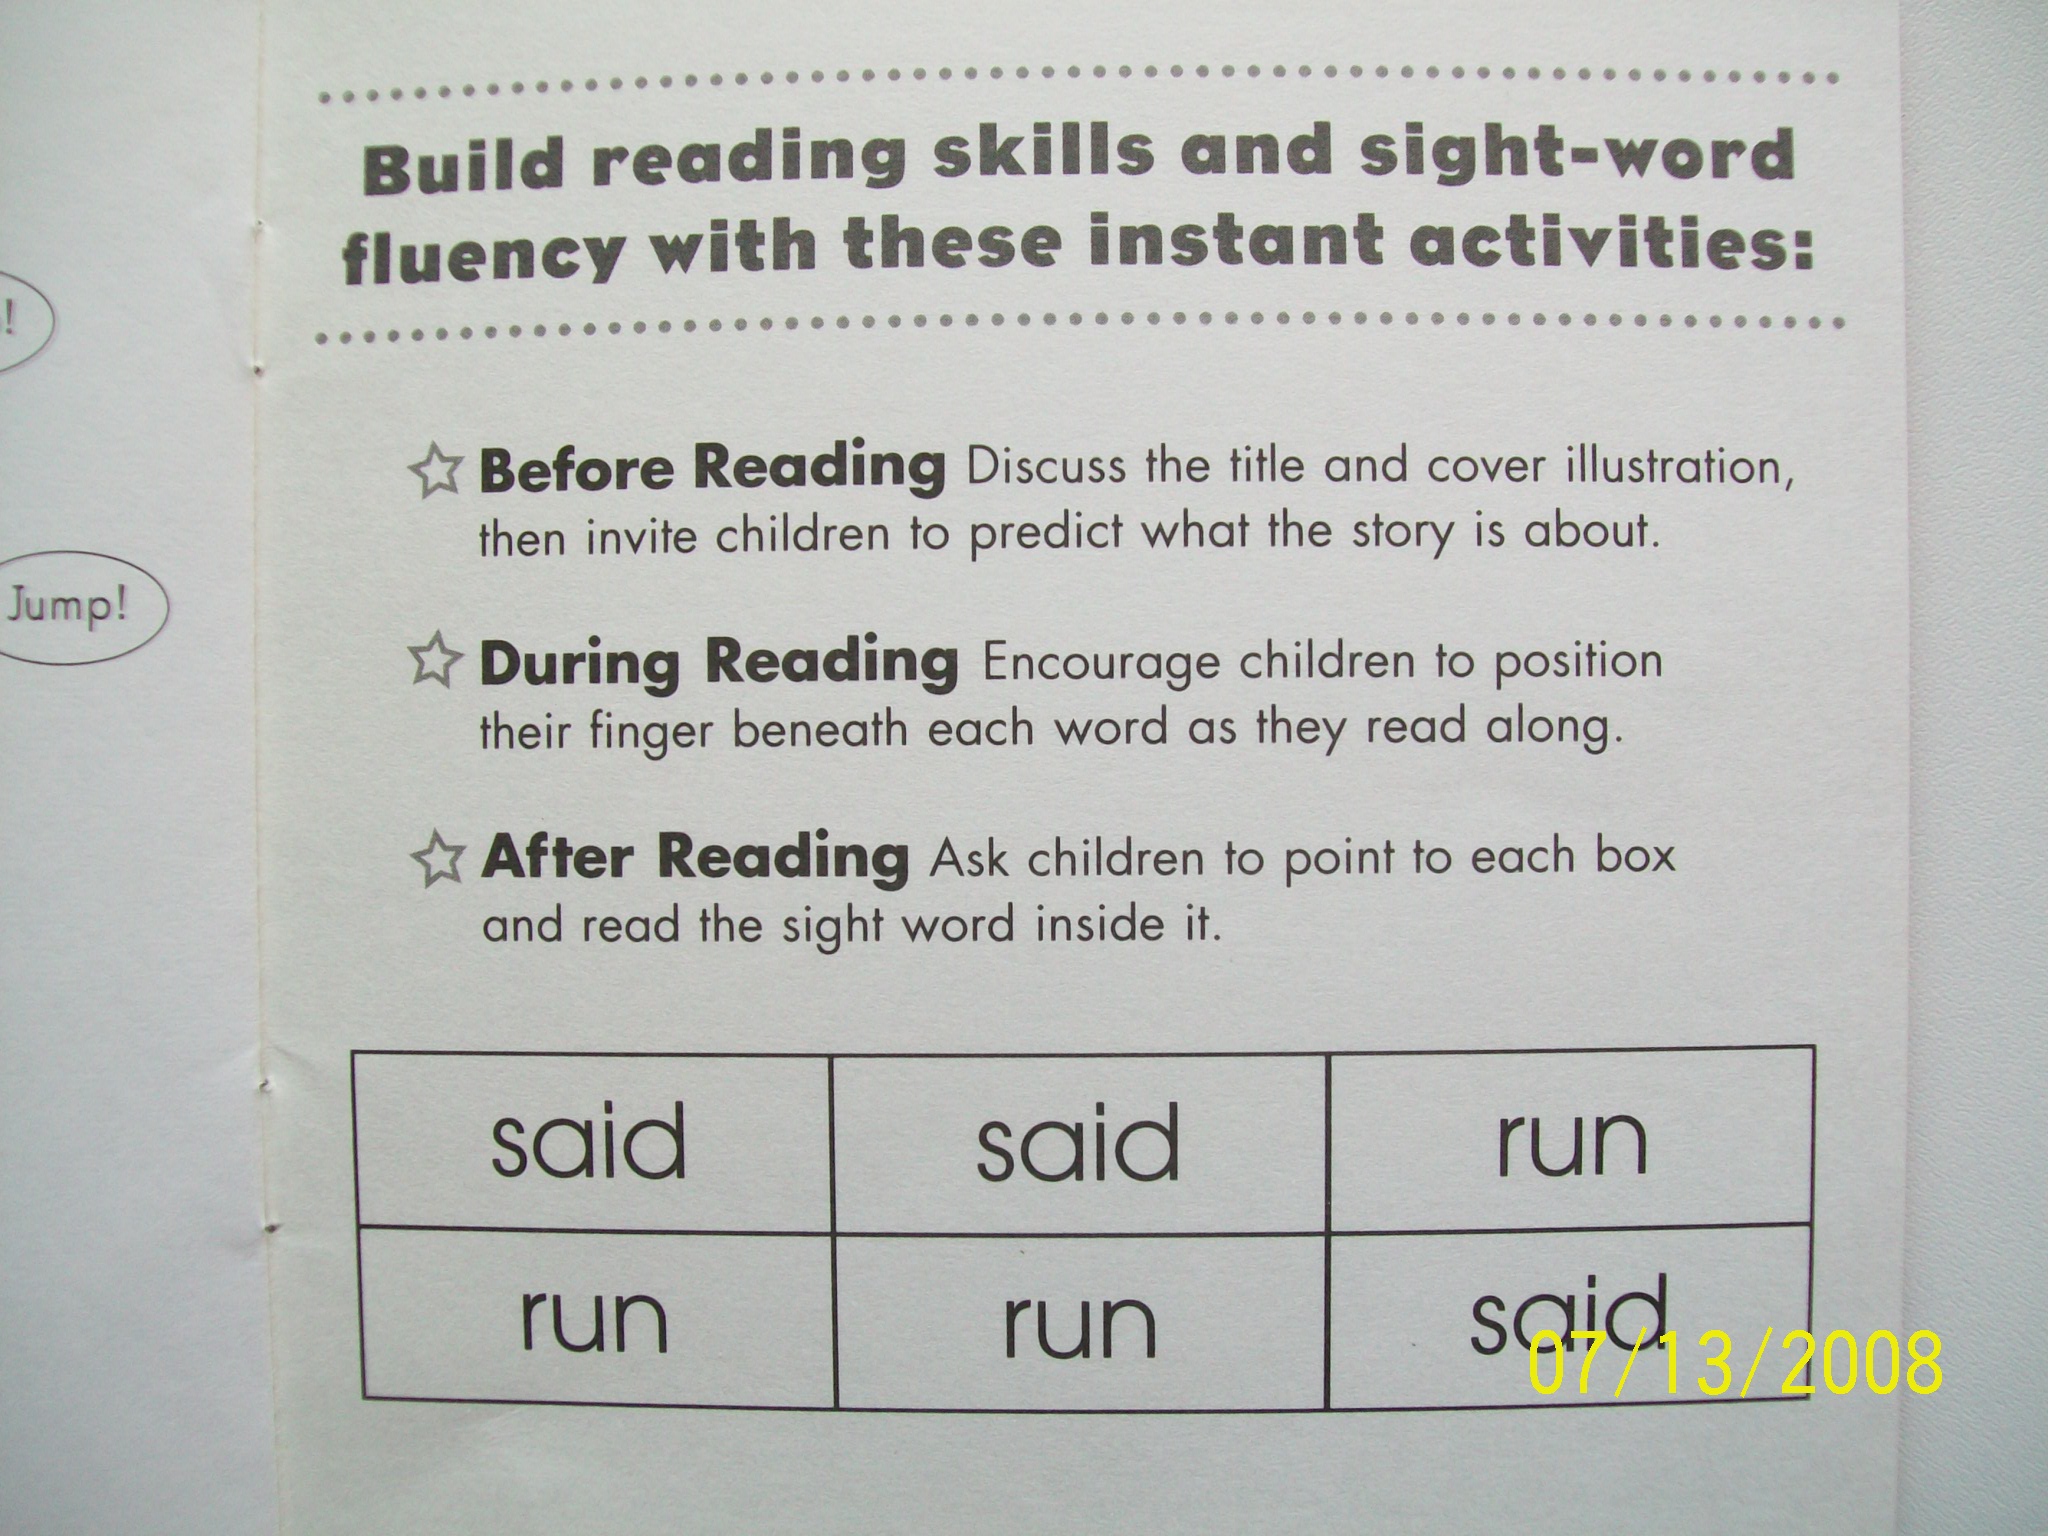 !
Jump!
Build reading skills and sight-word
fluency with these instant activities:
Before Reading Discuss the title and cover illustration,
then invite children to predict what the story is about.
During Reading Encourage children to position
their finger beneath each word as they read along.
After Reading Ask children to point to each box
and read the sight word inside it.
said said run
run run said
07/13/2008